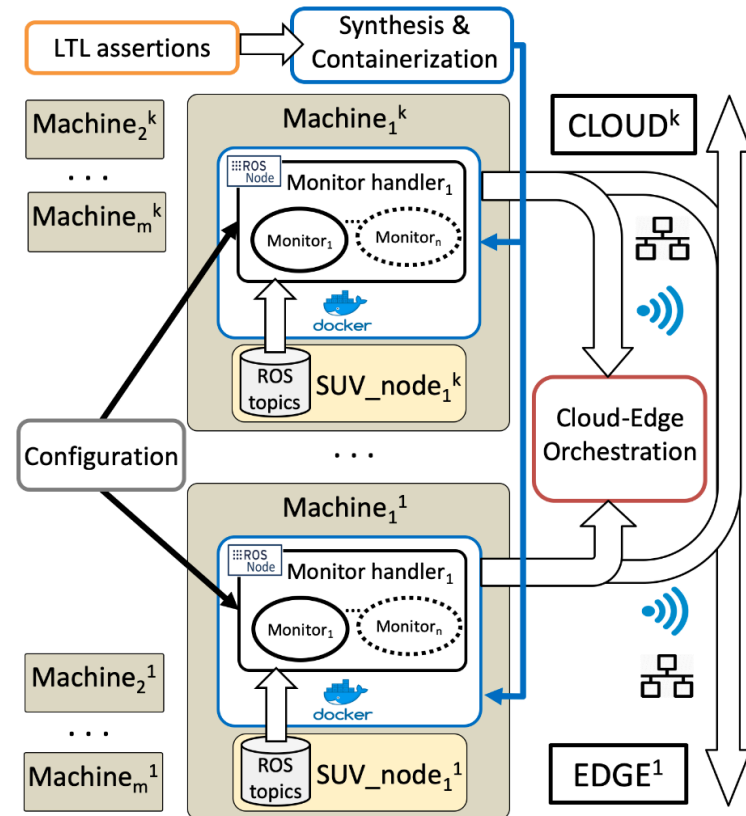 LTL assertions
Synthesis &
Containerization
Machine₂ᵏ
. . .
Machineₘᵏ
Machine₁ᵏ
ROS
Node
Monitor handler₁
Monitor₁
Monitorₙ
docker
ROS
topics
SUV_node₁ᵏ
CLOUDᵏ
Cloud-Edge
Orchestration
Configuration
. . .
Machine₁¹
ROS
Node
Monitor handler₁
Monitor₁
Monitorₙ
docker
ROS
topics
SUV_node₁¹
Machine₂¹
. . .
Machineₘ¹
EDGE¹